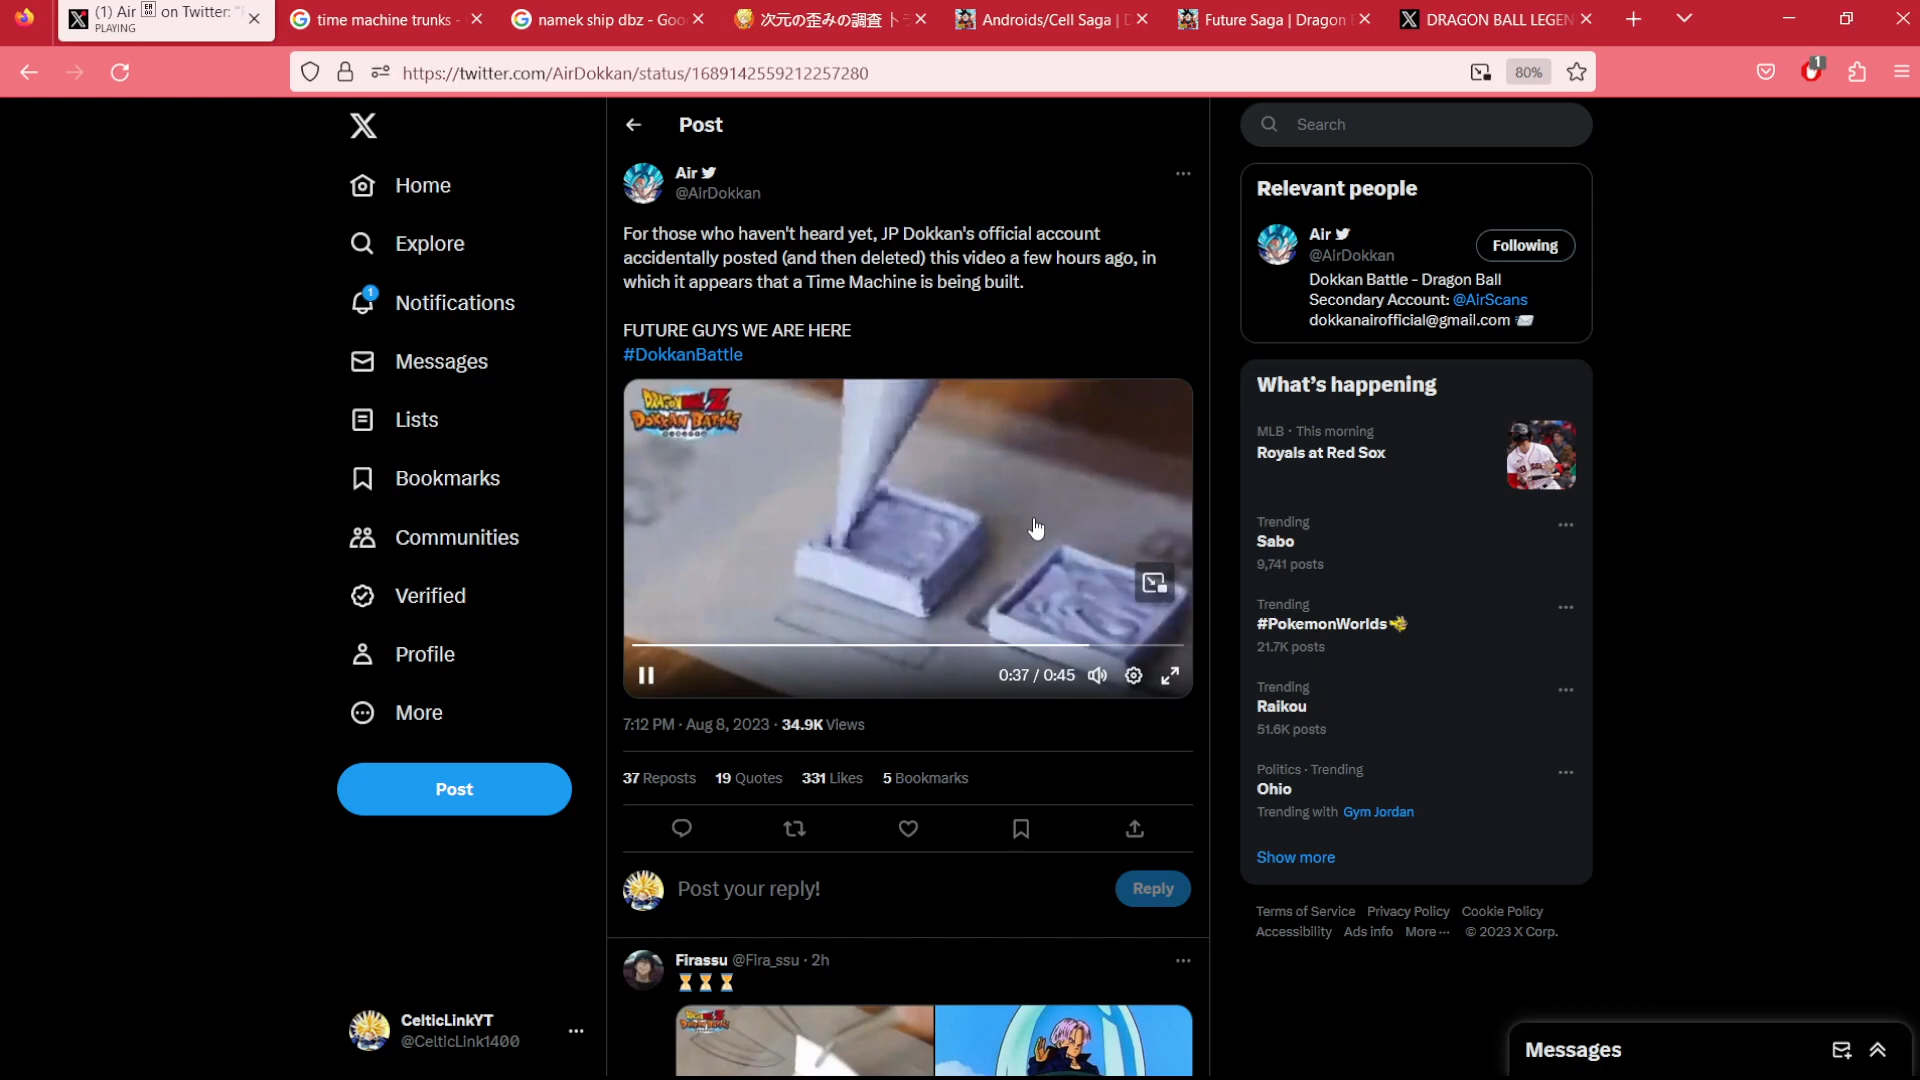 (1) Air on Twitter: "F
PLAYING
time machine trunks -
namek ship dbz - Goo
次元の歪みの調査 ト
Androids/Cell Saga | D
Future Saga | Dragon
DRAGON BALL LEGEN
https://twitter.com/AirDokkan/status/1689142559212257280
80%
1
Home
Explore
1
Notifications
Messages
Lists
Bookmarks
Communities
Verified
Profile
More
Post
CelticLinkYT
@CelticLink1400
Post
Air
@AirDokkan
For those who haven't heard yet, JP Dokkan's official account
accidentally posted (and then deleted) this video a few hours ago, in
which it appears that a Time Machine is being built.
FUTURE GUYS WE ARE HERE
#DokkanBattle
DRAGON BALL Z
DOKKAN BATTLE
0:37 / 0:45
7:12 PM · Aug 8, 2023 · 34.9K Views
37 Reposts 19 Quotes 331 Likes 5 Bookmarks
Post your reply!
Reply
Firassu @Fira_ssu · 2h
Search
Relevant people
Air
@AirDokkan
Following
Dokkan Battle - Dragon Ball
Secondary Account: @AirScans
dokkanairofficial@gmail.com
What's happening
MLB · This morning
Royals at Red Sox
Trending
Sabo
9,741 posts
Trending
#PokemonWorlds
21.7K posts
Trending
Raikou
51.6K posts
Politics · Trending
Ohio
Trending with Gym Jordan
Show more
Terms of Service Privacy Policy Cookie Policy
Accessibility Ads info More ··· © 2023 X Corp.
Messages